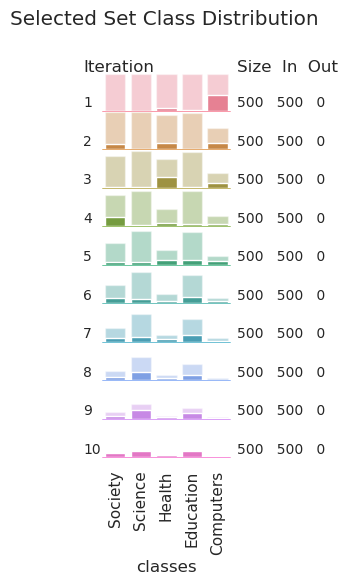 Selected Set Class Distribution
Iteration Size In Out
1 500 500 0
2 500 500 0
3 500 500 0
4 500 500 0
5 500 500 0
6 500 500 0
7 500 500 0
8 500 500 0
9 500 500 0
10 500 500 0
Society
Science
Health
Education
Computers
classes